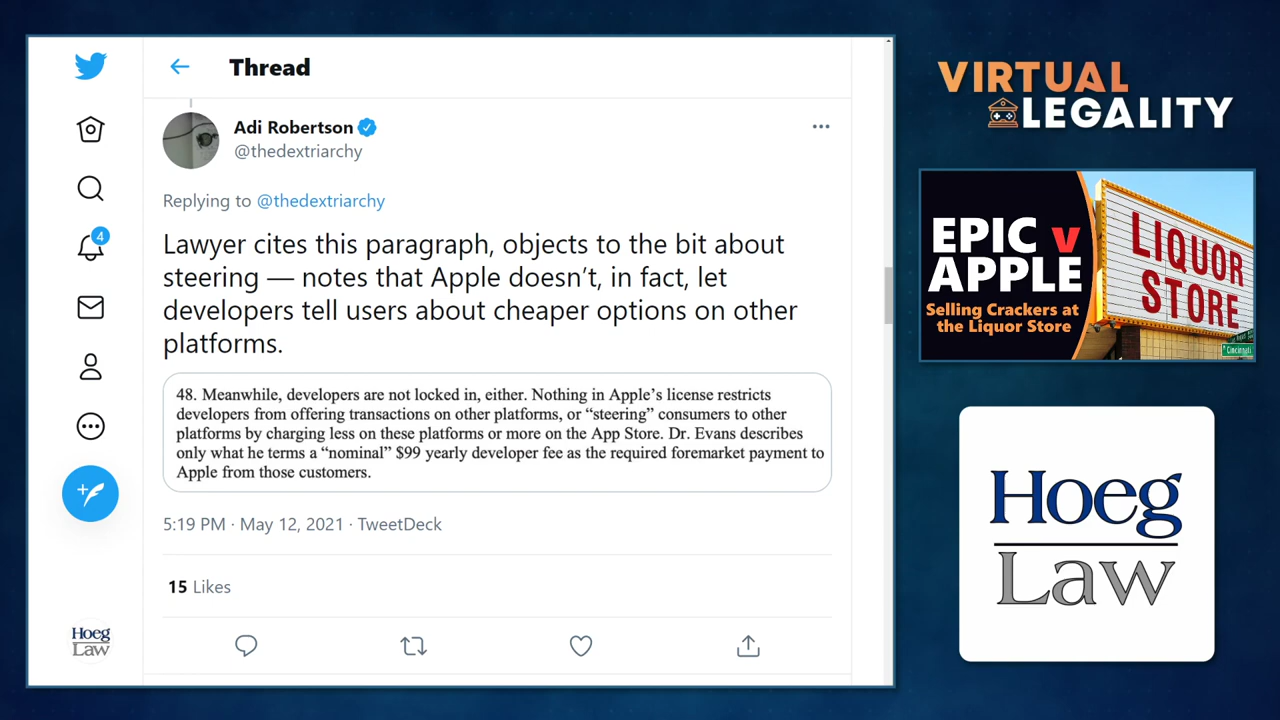 Thread
Adi Robertson
@thedextriarchy
Replying to @thedextriarchy
Lawyer cites this paragraph, objects to the bit about
steering — notes that Apple doesn’t, in fact, let
developers tell users about cheaper options on other
platforms.
48. Meanwhile, developers are not locked in, either. Nothing in Apple’s license restricts
developers from offering transactions on other platforms, or “steering” consumers to other
platforms by charging less on these platforms or more on the App Store. Dr. Evans describes
only what he terms a “nominal” $99 yearly developer fee as the required foremarket payment to
Apple from those customers.
5:19 PM · May 12, 2021 · TweetDeck
15 Likes
4
Hoeg
Law
VIRTUAL
LEGALITY
EPIC v
APPLE
Selling Crackers at
the Liquor Store
LIQUOR
STORE
Cincinnati
Hoeg
Law